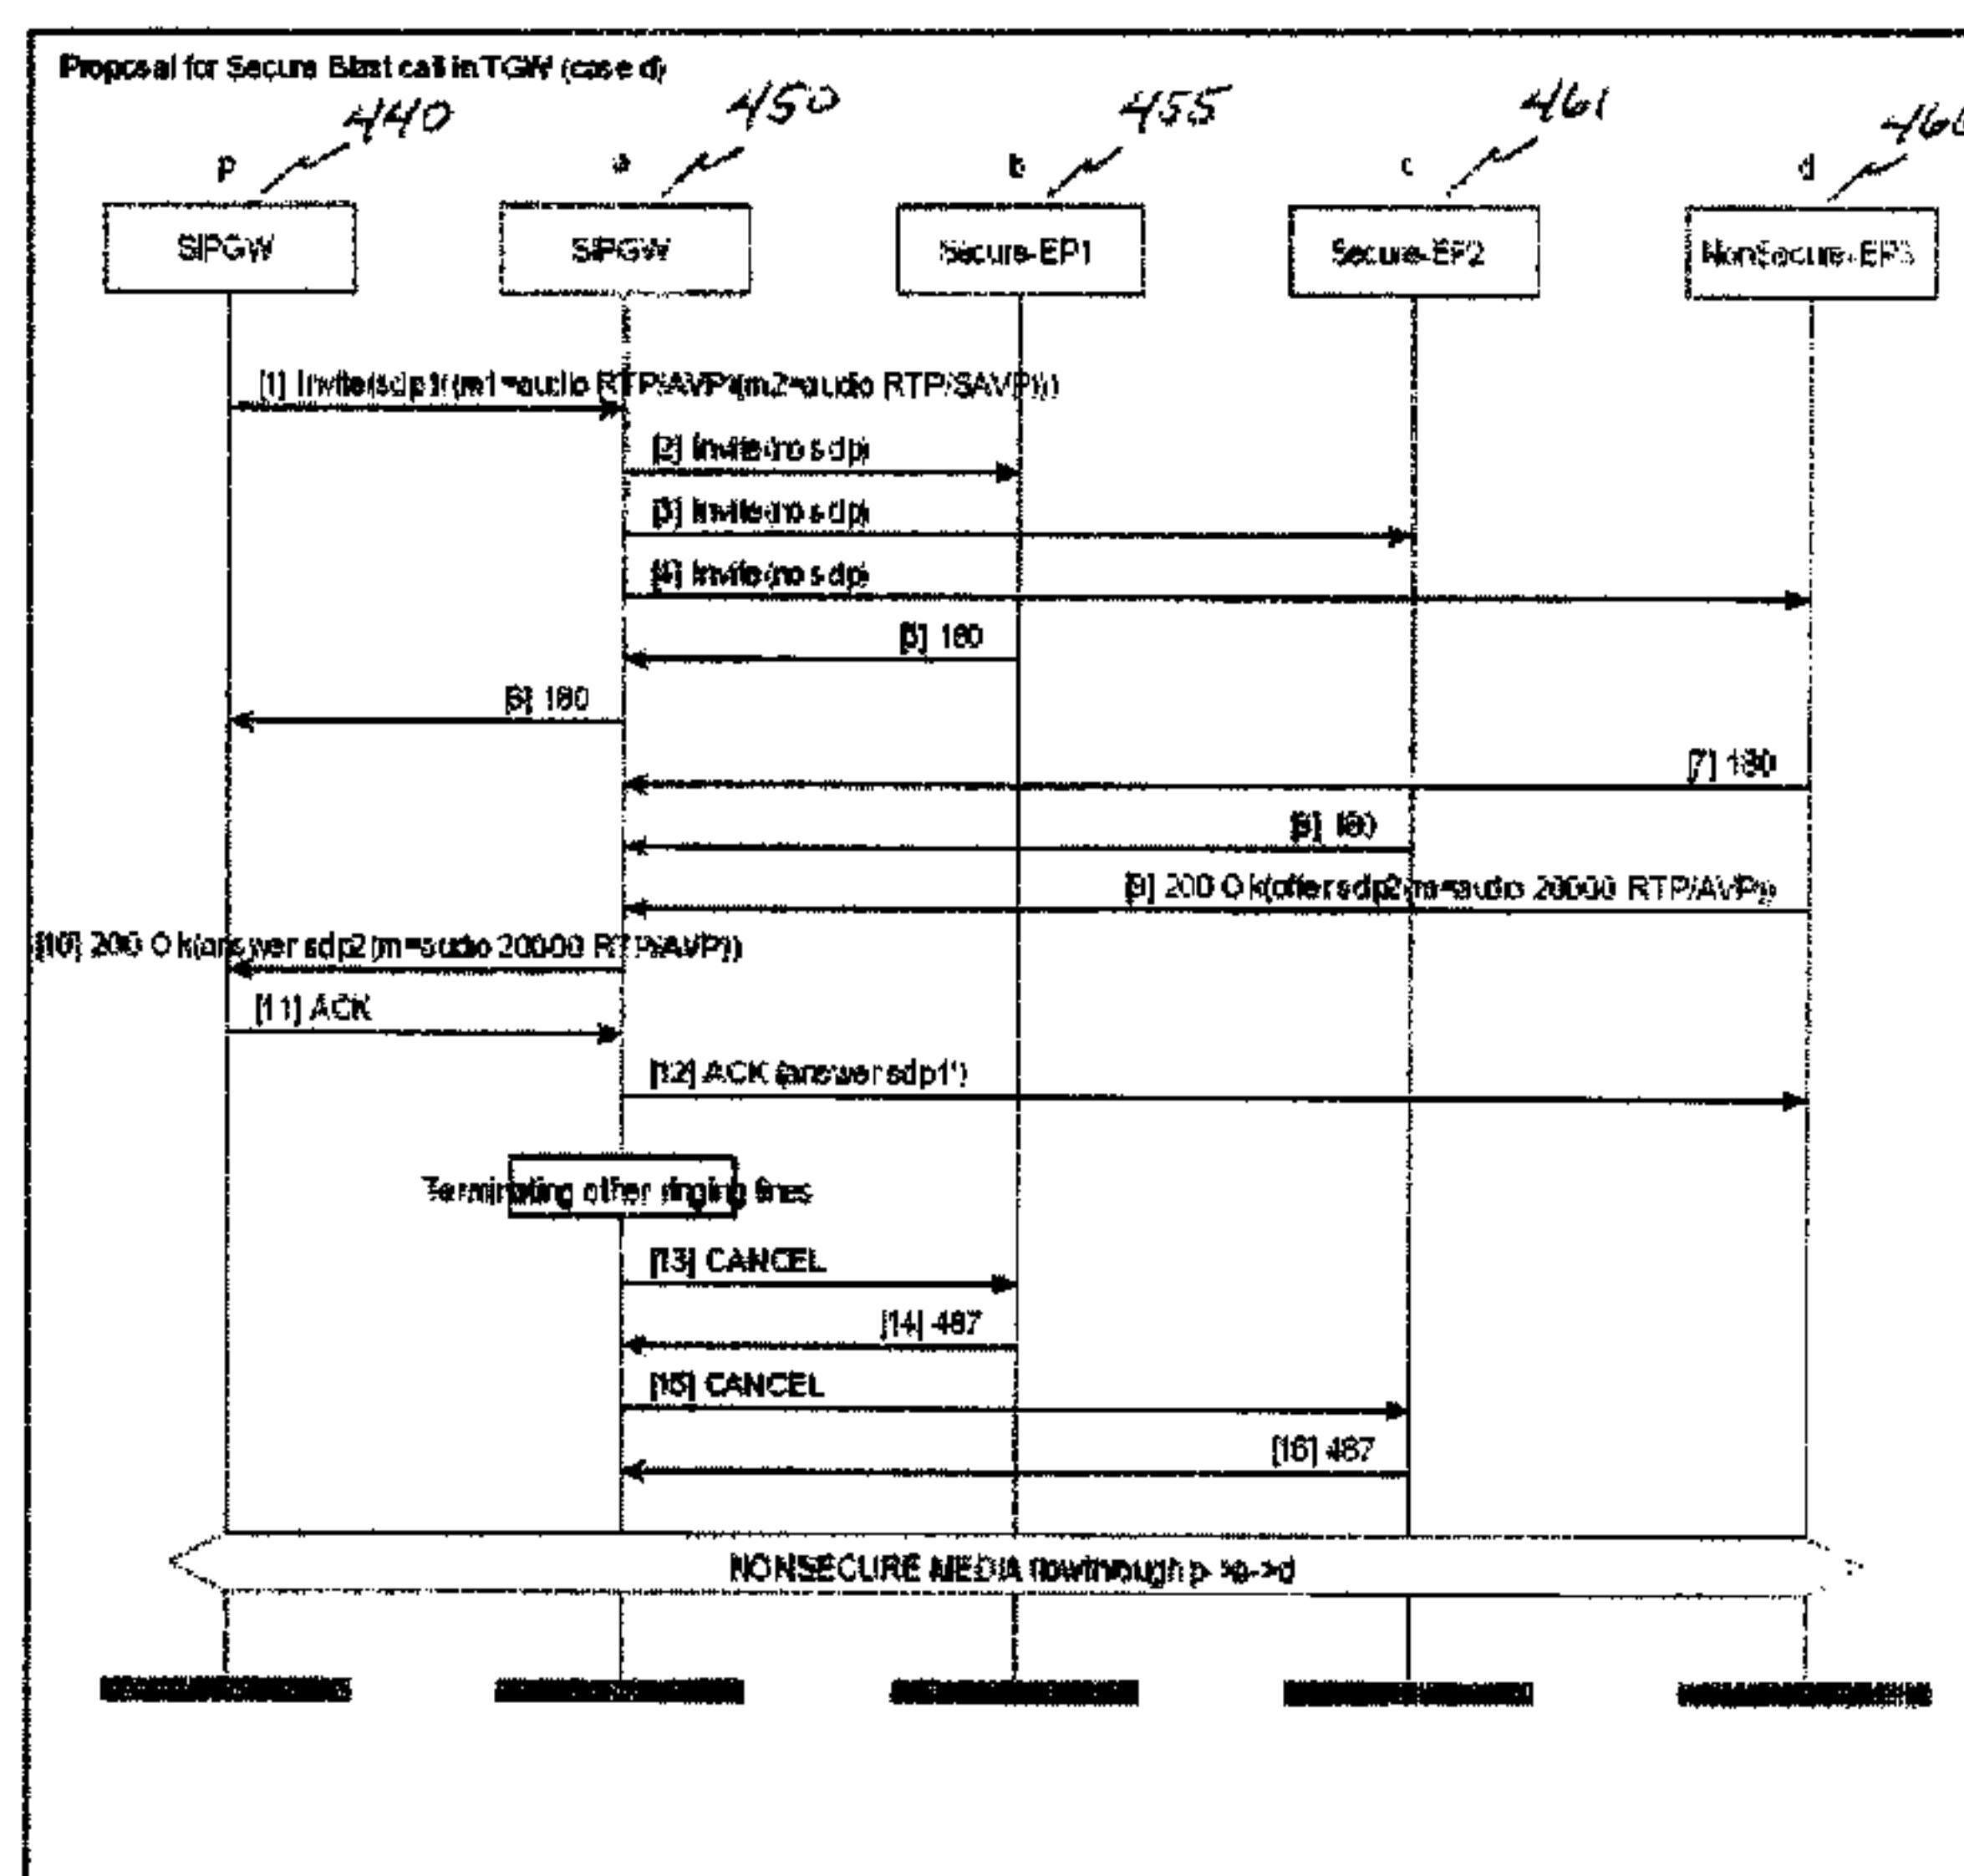 Proposal for Secure Blast call in TGW (case d)
440
450
455
461
p
a
b
c
d
SIPGW
SIPGW
Secure-EP1
Secure-EP2
NonSecure-EP3
[1] Invite(sdp1((m1=audio RTP/AVP)(m2=audio RTP/SAVP)))
[2] Invite(no sdp)
[3] Invite(no sdp)
[4] Invite(no sdp)
[5] 180
[6] 180
[7] 180
[8] 180
[9] 200 Ok(offer sdp2(m=audio 20000 RTP/AVP))
[10] 200 Ok(answer sdp2(m=audio 20000 RTP/AVP))
[11] ACK
[12] ACK (answer sdp1')
Terminating other ringing lines
[13] CANCEL
[14] 487
[15] CANCEL
[16] 487
NONSECURE MEDIA flowthrough p->a->d